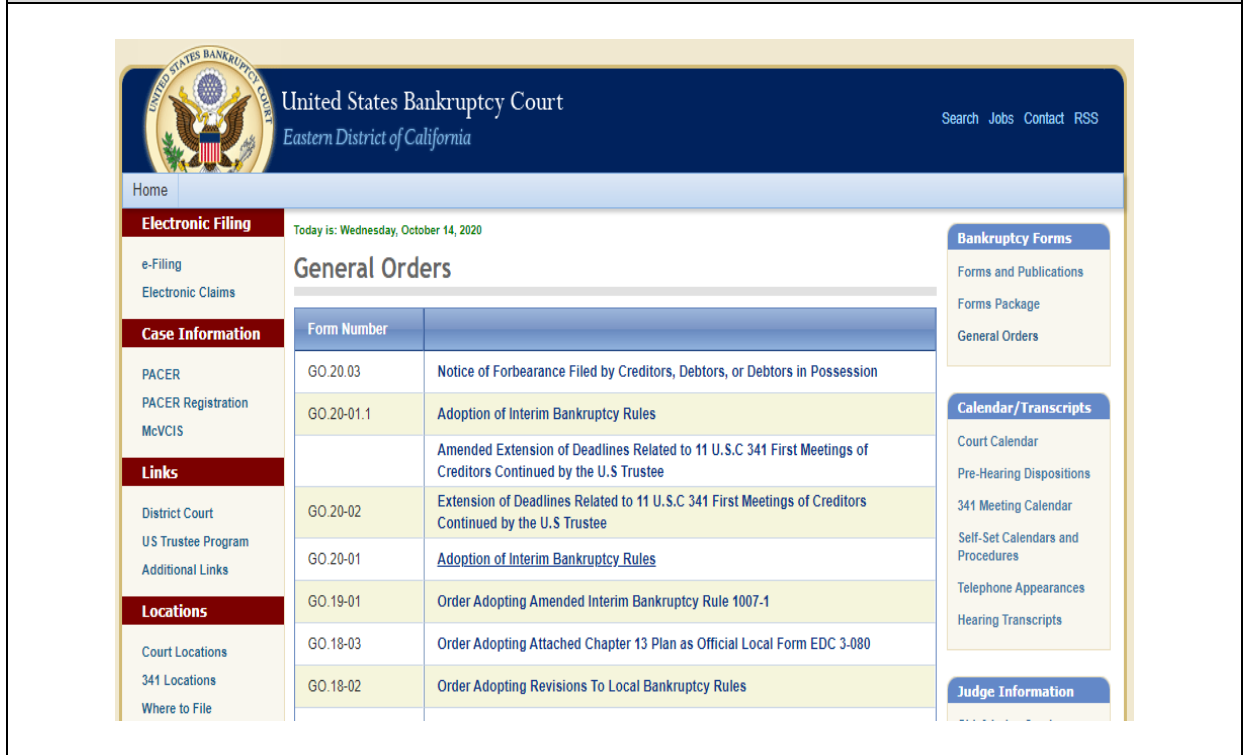 UNITED STATES BANKRUPTCY COURT
United States Bankruptcy Court
Eastern District of California
Search Jobs Contact RSS
Home
Electronic Filing
e-Filing
Electronic Claims
Case Information
PACER
PACER Registration
McVCIS
Links
District Court
US Trustee Program
Additional Links
Locations
Court Locations
341 Locations
Where to File
Today is: Wednesday, October 14, 2020
General Orders
Form Number
GO.20.03 Notice of Forbearance Filed by Creditors, Debtors, or Debtors in Possession
GO.20-01.1 Adoption of Interim Bankruptcy Rules
Amended Extension of Deadlines Related to 11 U.S.C 341 First Meetings of
Creditors Continued by the U.S Trustee
GO.20-02 Extension of Deadlines Related to 11 U.S.C 341 First Meetings of Creditors
Continued by the U.S Trustee
GO.20-01 Adoption of Interim Bankruptcy Rules
GO.19-01 Order Adopting Amended Interim Bankruptcy Rule 1007-1
GO.18-03 Order Adopting Attached Chapter 13 Plan as Official Local Form EDC 3-080
GO.18-02 Order Adopting Revisions To Local Bankruptcy Rules
Bankruptcy Forms
Forms and Publications
Forms Package
General Orders
Calendar/Transcripts
Court Calendar
Pre-Hearing Dispositions
341 Meeting Calendar
Self-Set Calendars and
Procedures
Telephone Appearances
Hearing Transcripts
Judge Information